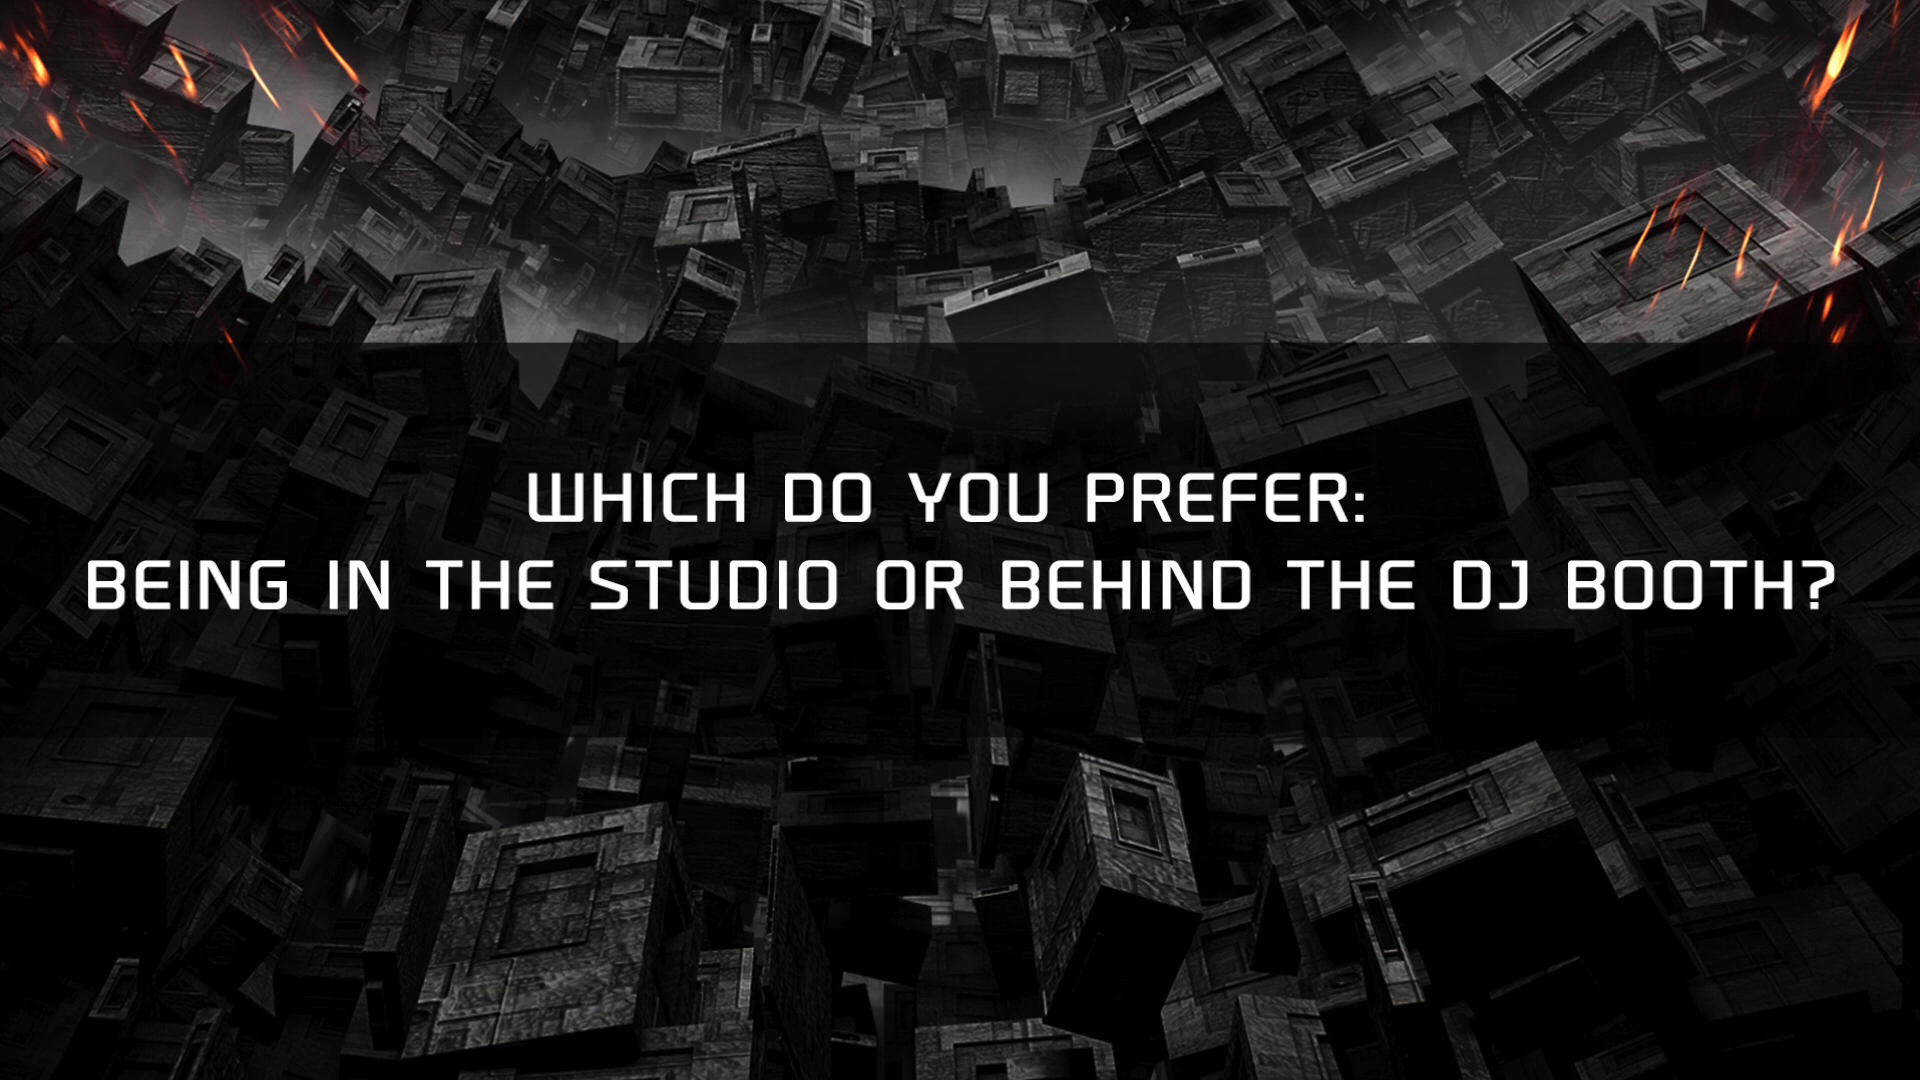 WHICH DO YOU PREFER:
BEING IN THE STUDIO OR BEHIND THE DJ BOOTH?